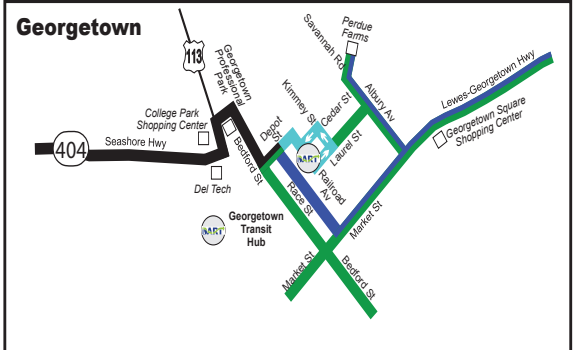 Georgetown
113
Georgetown
Professional
Park
College Park
Shopping Center
404
Seashore Hwy
Del Tech
Bedford St
Depot
St
Kimmey St
Cedar St
Laurel St
Railroad
Av
Race St
DART
Savannah Rd
Perdue
Farms
Albury Av
Lewes-Georgetown Hwy
Georgetown Square
Shopping Center
Market St
Market St
Bedford St
DART
Georgetown
Transit
Hub